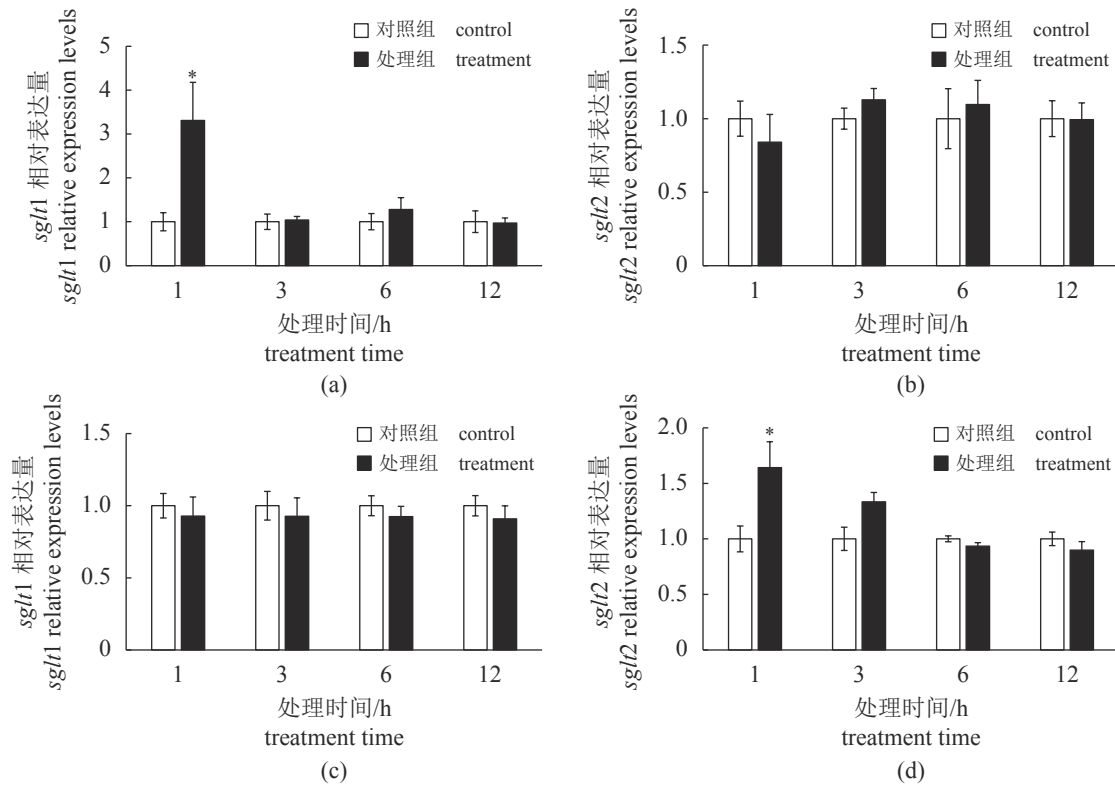 对照组 control
处理组 treatment
sglt1 相对表达量
sglt1 relative expression levels
5
4
3
2
1
0
*
1 3 6 12
处理时间/h
treatment time
(a)
对照组 control
处理组 treatment
sglt2 相对表达量
sglt2 relative expression levels
1.5
1.0
0.5
0
1 3 6 12
处理时间/h
treatment time
(b)
对照组 control
处理组 treatment
sglt1 相对表达量
sglt1 relative expression levels
1.5
1.0
0.5
0
1 3 6 12
处理时间/h
treatment time
(c)
对照组 control
处理组 treatment
sglt2 相对表达量
sglt2 relative expression levels
2.0
1.5
1.0
0.5
0
*
1 3 6 12
处理时间/h
treatment time
(d)